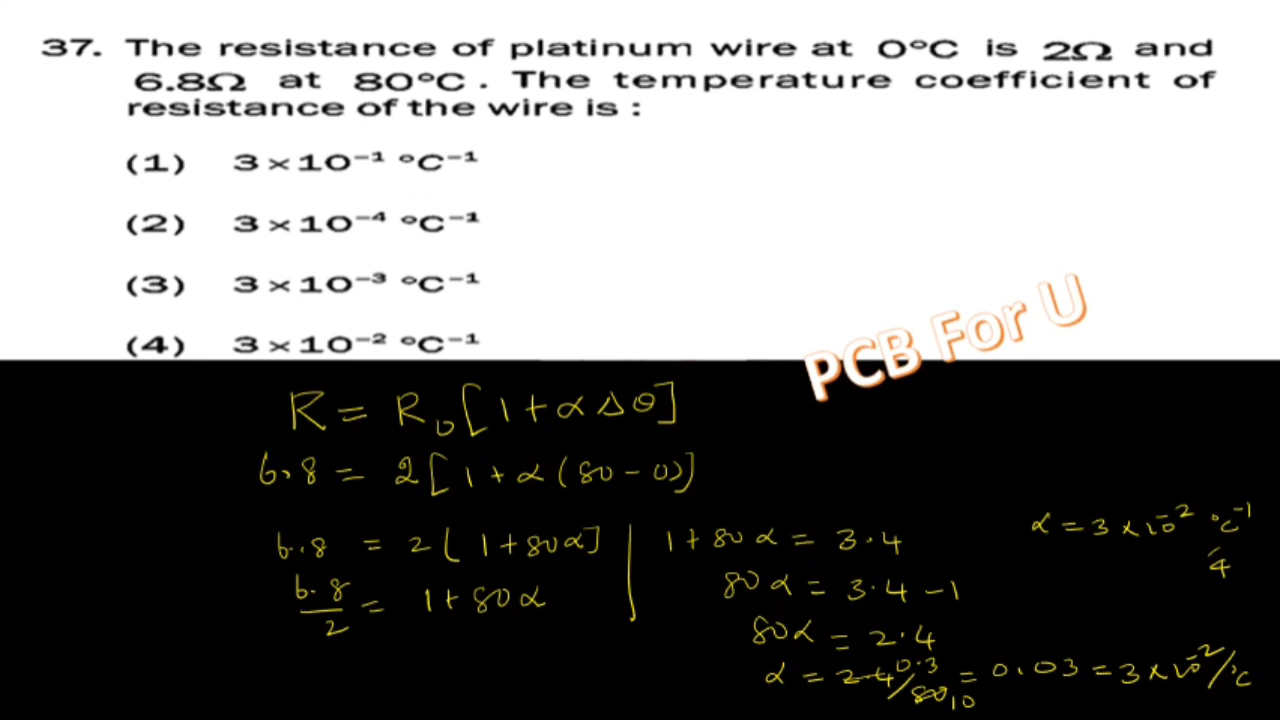 37. The resistance of platinum wire at 0°C is 2Ω and
6.8Ω at 80°C. The temperature coefficient of
resistance of the wire is :
(1) 3 × 10⁻¹ °C⁻¹
(2) 3 × 10⁻⁴ °C⁻¹
(3) 3 × 10⁻³ °C⁻¹
(4) 3 × 10⁻² °C⁻¹
PCB For U
R = R₀[1+αΔθ]
6.8 = 2[1+α(80-0)]
6.8 = 2(1+80α]
6.8/2 = 1+80α
1+80α = 3.4
80α = 3.4-1
80α = 2.4
α = 2.4 0.3/80 10 = 0.03 = 3×10⁻²/°C
α = 3×10⁻² °C⁻¹
4